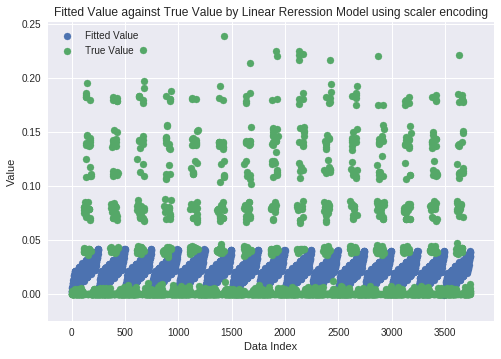 Fitted Value against True Value by Linear Reression Model using scaler encoding
Fitted Value
True Value
0.25
0.20
0.15
0.10
0.05
0.00
Value
0 500 1000 1500 2000 2500 3000 3500
Data Index